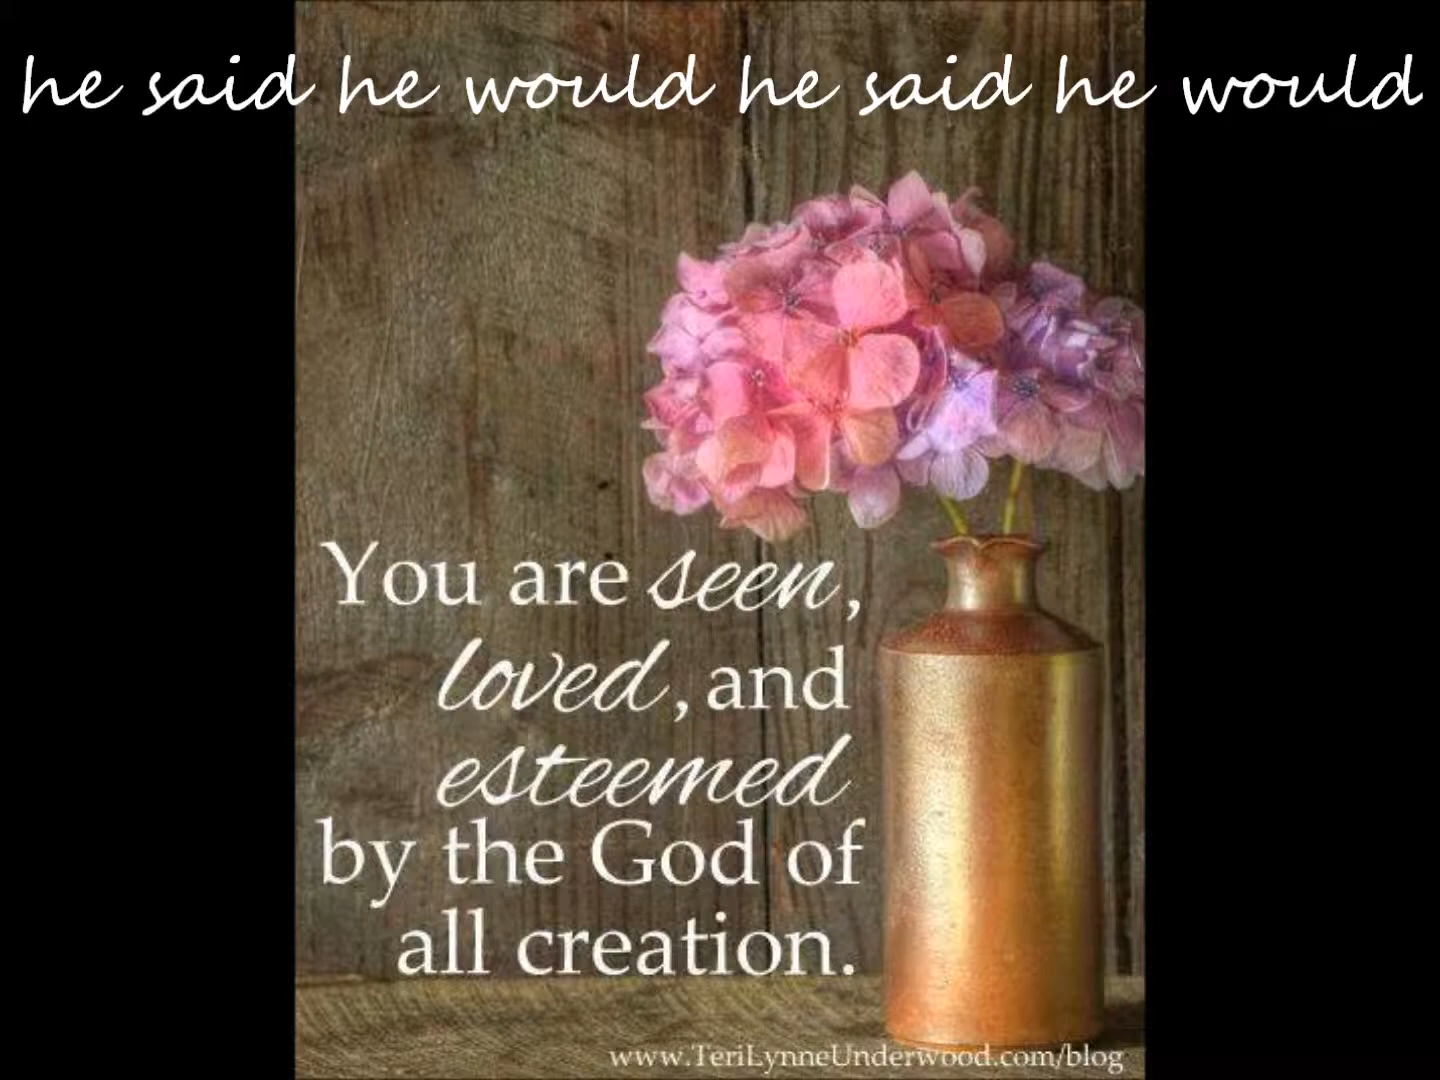 he said he would he said he would
You are seen,
loved, and
esteemed
by the God of
all creation.
www.TeriLynneUnderwood.com/blog